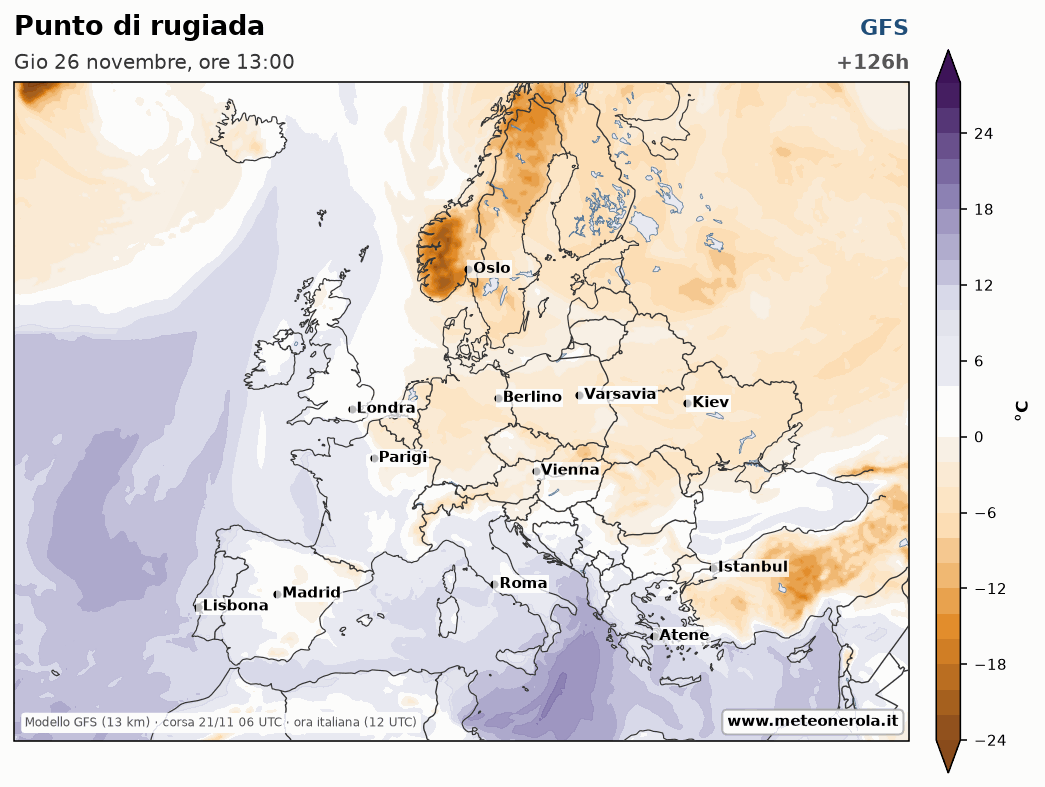 Punto di rugiada
GFS
Gio 26 novembre, ore 13:00
+126h
24
18
12
6
0
−6
−12
−18
−24
°C
Oslo
Berlino
Varsavia
Kiev
Londra
Parigi
Vienna
Istanbul
Roma
Madrid
Lisbona
Atene
Modello GFS (13 km) · corsa 21/11 06 UTC · ora italiana (12 UTC)
www.meteonerola.it